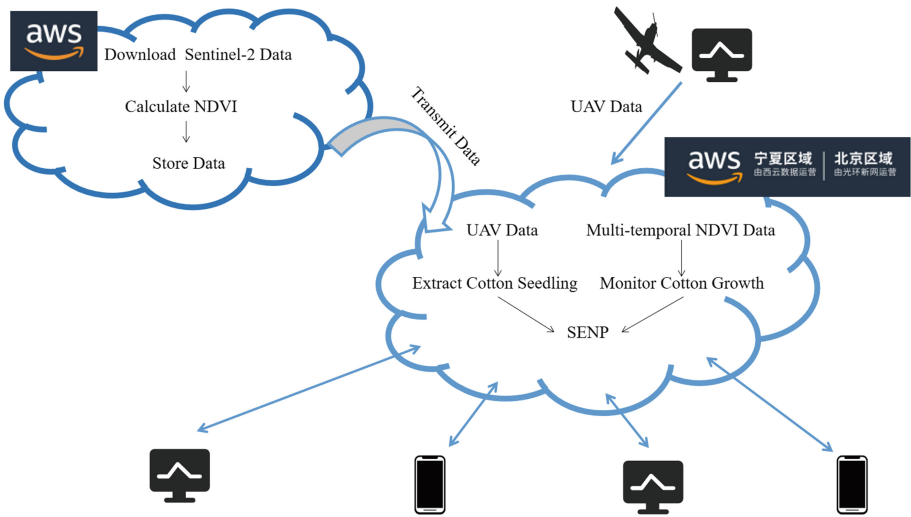 aws
Download Sentinel-2 Data
Calculate NDVI
Store Data
Transmit Data
UAV Data
aws 宁夏区域 北京区域
由西云数据运营 由光环新网运营
UAV Data Multi-temporal NDVI Data
Extract Cotton Seedling Monitor Cotton Growth
SENP